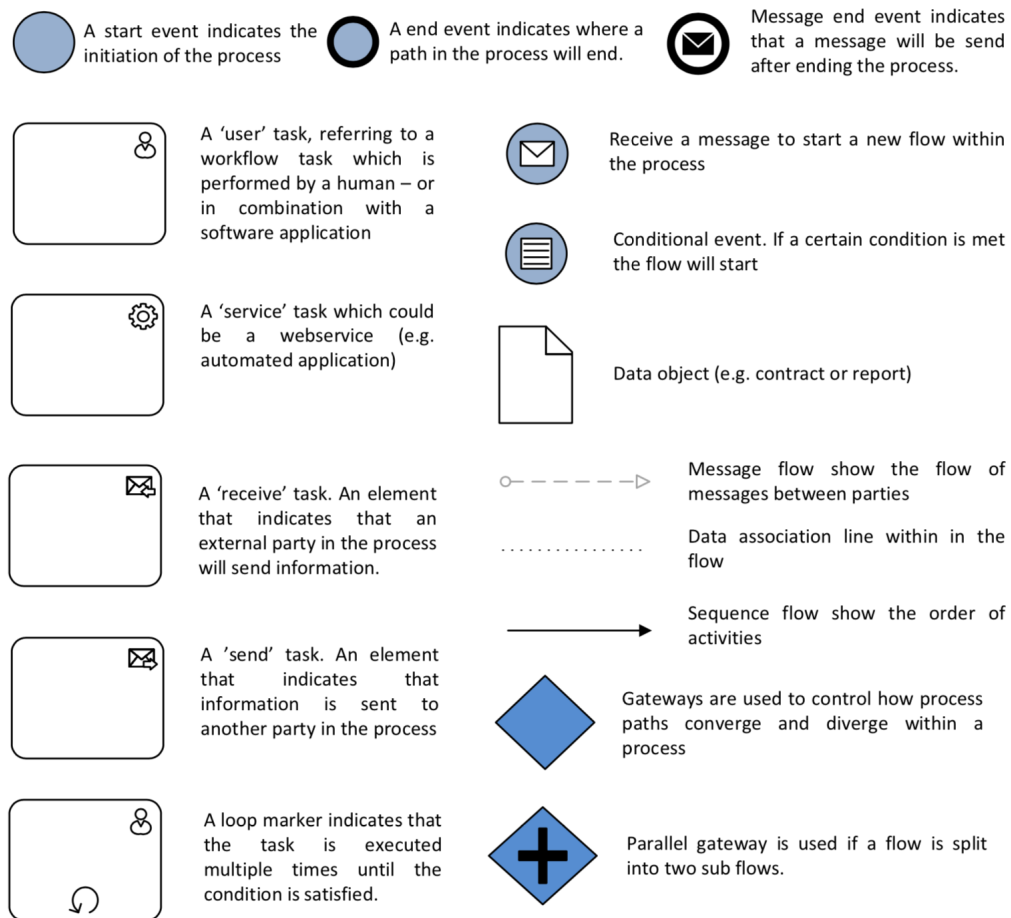 A start event indicates the
initiation of the process
A end event indicates where a
path in the process will end.
Message end event indicates
that a message will be send
after ending the process.
A ‘user’ task, referring to a
workflow task which is
performed by a human – or
in combination with a
software application
Receive a message to start a new flow within
the process
Conditional event. If a certain condition is met
the flow will start
A ‘service’ task which could
be a webservice (e.g.
automated application)
Data object (e.g. contract or report)
A ‘receive’ task. An element
that indicates that an
external party in the process
will send information.
Message flow show the flow of
messages between parties
Data association line within in the
flow
Sequence flow show the order of
activities
A ’send’ task. An element
that indicates that
information is sent to
another party in the process
Gateways are used to control how process
paths converge and diverge within a
process
A loop marker indicates that
the task is executed
multiple times until the
condition is satisfied.
Parallel gateway is used if a flow is split
into two sub flows.